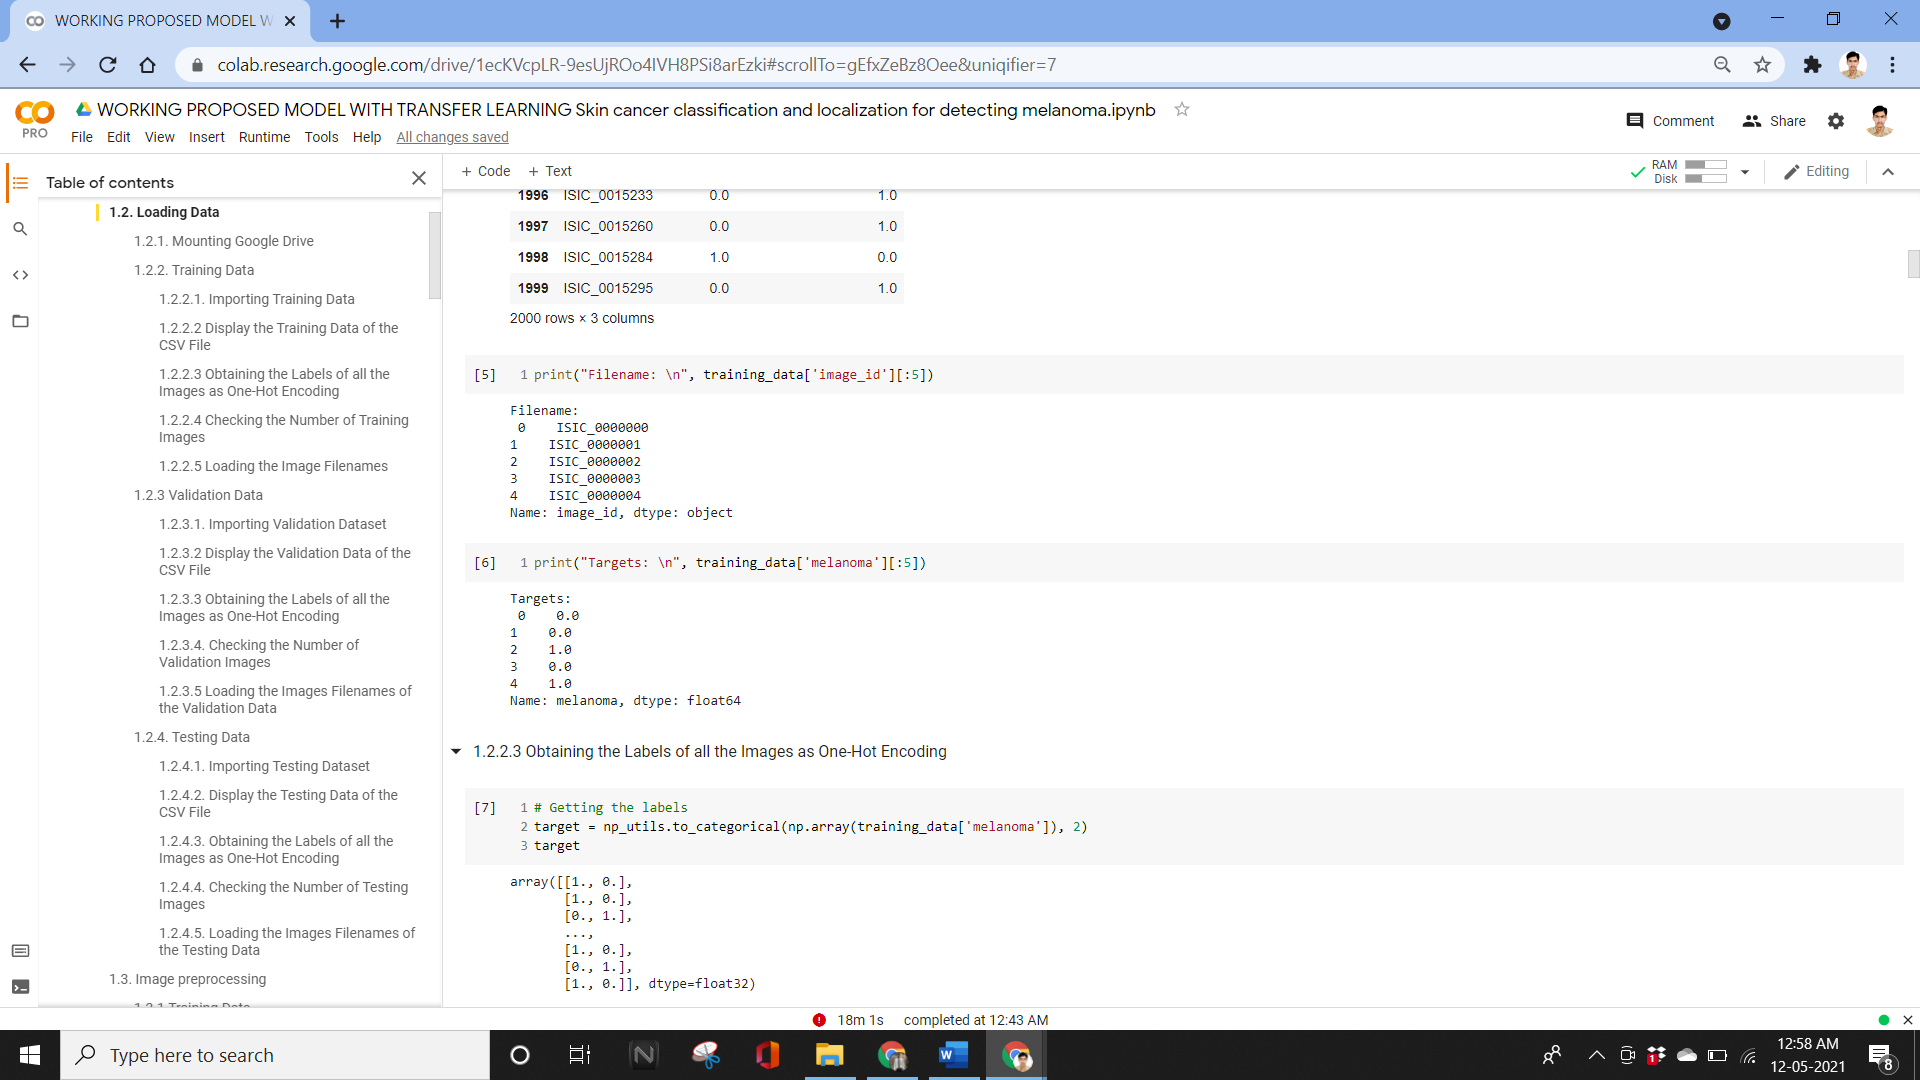 WORKING PROPOSED MODEL W
colab.research.google.com/drive/1ecKVcpLR-9esUjROo4IVH8PSi8arEzki#scrollTo=gEfxZeBz8Oee&uniqifier=7
PRO
WORKING PROPOSED MODEL WITH TRANSFER LEARNING Skin cancer classification and localization for detecting melanoma.ipynb
File Edit View Insert Runtime Tools Help All changes saved
Comment Share
Table of contents
1.2. Loading Data
1.2.1. Mounting Google Drive
1.2.2. Training Data
1.2.2.1. Importing Training Data
1.2.2.2 Display the Training Data of the
CSV File
1.2.2.3 Obtaining the Labels of all the
Images as One-Hot Encoding
1.2.2.4 Checking the Number of Training
Images
1.2.2.5 Loading the Image Filenames
1.2.3 Validation Data
1.2.3.1. Importing Validation Dataset
1.2.3.2 Display the Validation Data of the
CSV File
1.2.3.3 Obtaining the Labels of all the
Images as One-Hot Encoding
1.2.3.4. Checking the Number of
Validation Images
1.2.3.5 Loading the Images Filenames of
the Validation Data
1.2.4. Testing Data
1.2.4.1. Importing Testing Dataset
1.2.4.2. Display the Testing Data of the
CSV File
1.2.4.3. Obtaining the Labels of all the
Images as One-Hot Encoding
1.2.4.4. Checking the Number of Testing
Images
1.2.4.5. Loading the Images Filenames of
the Testing Data
1.3. Image preprocessing
1.3.1 Training Data
+ Code + Text
RAM
Disk
Editing
1996 ISIC_0015233 0.0 1.0
1997 ISIC_0015260 0.0 1.0
1998 ISIC_0015284 1.0 0.0
1999 ISIC_0015295 0.0 1.0
2000 rows × 3 columns
[5] 1 print("Filename: \n", training_data['image_id'][:5])
Filename:
0 ISIC_0000000
1 ISIC_0000001
2 ISIC_0000002
3 ISIC_0000003
4 ISIC_0000004
Name: image_id, dtype: object
[6] 1 print("Targets: \n", training_data['melanoma'][:5])
Targets:
0 0.0
1 0.0
2 1.0
3 0.0
4 1.0
Name: melanoma, dtype: float64
1.2.2.3 Obtaining the Labels of all the Images as One-Hot Encoding
[7] 1 # Getting the labels
2 target = np_utils.to_categorical(np.array(training_data['melanoma']), 2)
3 target
array([[1., 0.],
[1., 0.],
[0., 1.],
...,
[1., 0.],
[0., 1.],
[1., 0.]], dtype=float32)
18m 1s completed at 12:43 AM
Type here to search
12:58 AM
12-05-2021
8